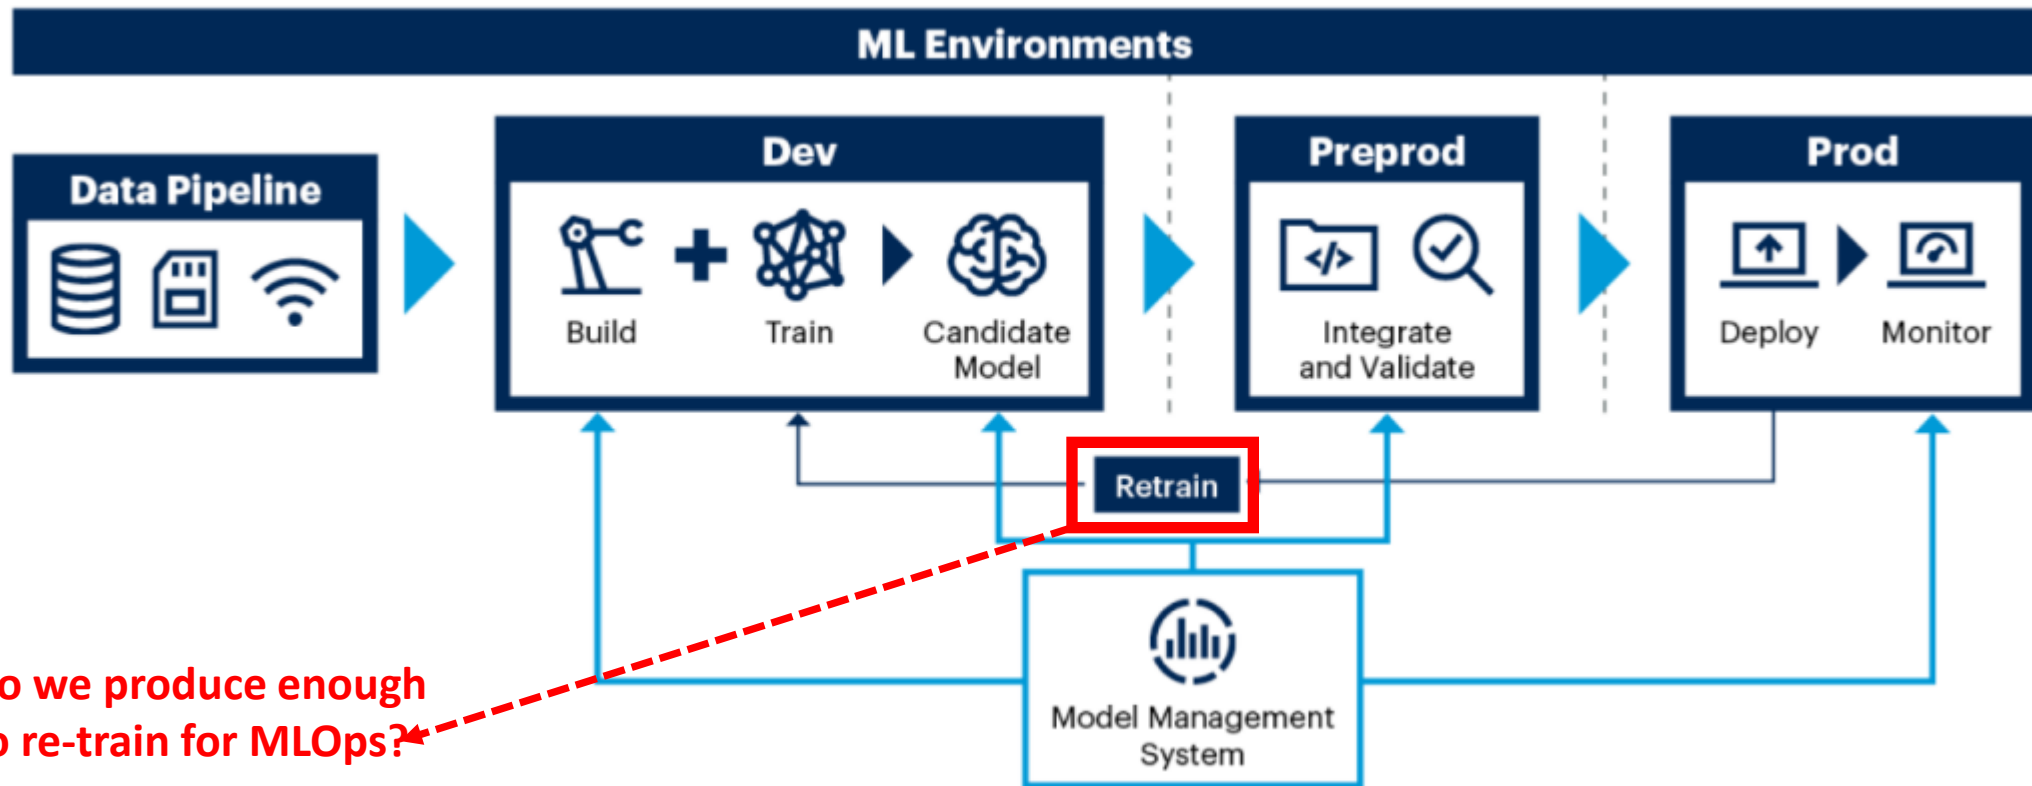 ML Environments
Data Pipeline
Dev
Build
Train
Candidate
Model
Preprod
</>
Integrate
and Validate
Prod
Deploy
Monitor
Retrain
o we produce enough
o re-train for MLOps?
Model Management
System